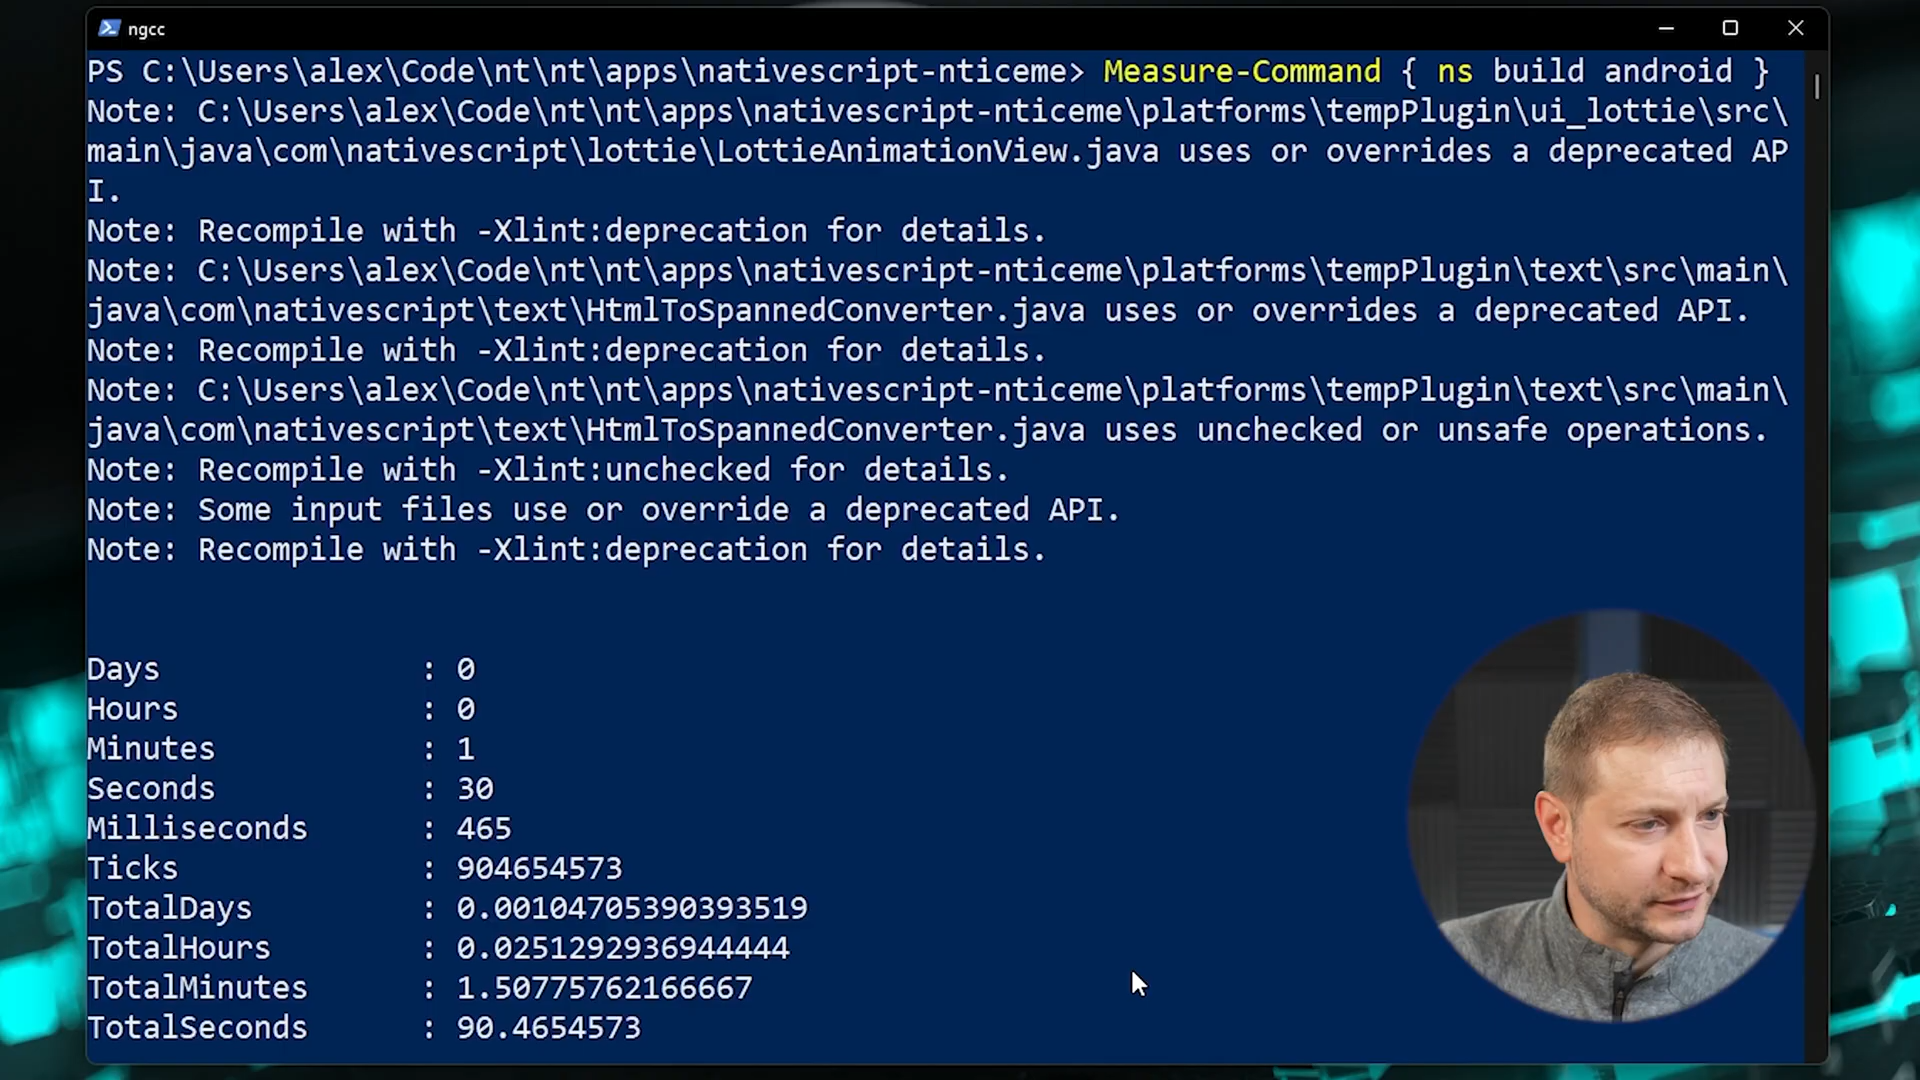 ngcc
PS C:\Users\alex\Code\nt\nt\apps\nativescript-nticeme> Measure-Command { ns build android }
Note: C:\Users\alex\Code\nt\nt\apps\nativescript-nticeme\platforms\tempPlugin\ui_lottie\src\
main\java\com\nativescript\lottie\LottieAnimationView.java uses or overrides a deprecated AP
I.
Note: Recompile with -Xlint:deprecation for details.
Note: C:\Users\alex\Code\nt\nt\apps\nativescript-nticeme\platforms\tempPlugin\text\src\main\
java\com\nativescript\text\HtmlToSpannedConverter.java uses or overrides a deprecated API.
Note: Recompile with -Xlint:deprecation for details.
Note: C:\Users\alex\Code\nt\nt\apps\nativescript-nticeme\platforms\tempPlugin\text\src\main\
java\com\nativescript\text\HtmlToSpannedConverter.java uses unchecked or unsafe operations.
Note: Recompile with -Xlint:unchecked for details.
Note: Some input files use or override a deprecated API.
Note: Recompile with -Xlint:deprecation for details.
Days : 0
Hours : 0
Minutes : 1
Seconds : 30
Milliseconds : 465
Ticks : 904654573
TotalDays : 0.00104705390393519
TotalHours : 0.0251292936944444
TotalMinutes : 1.50775762166667
TotalSeconds : 90.4654573